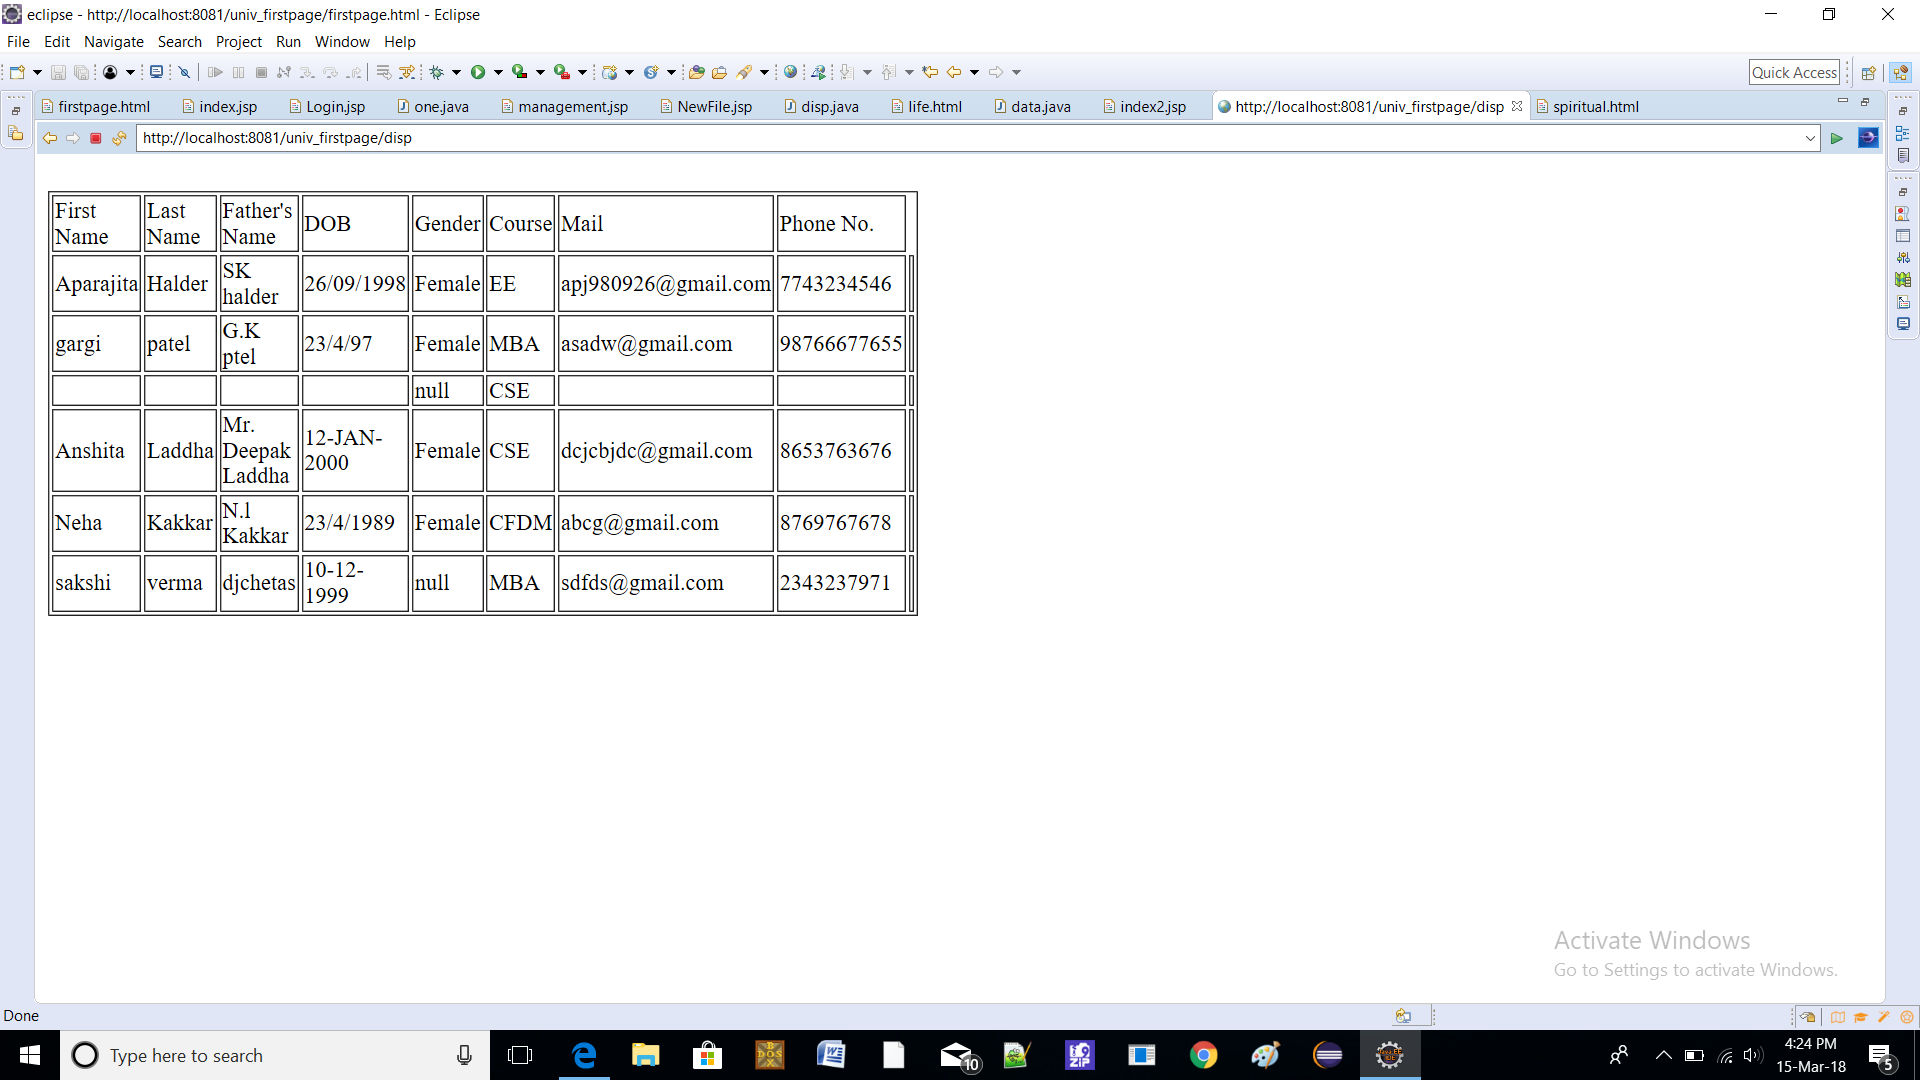 eclipse - http://localhost:8081/univ_firstpage/firstpage.html - Eclipse
File Edit Navigate Search Project Run Window Help
Quick Access
firstpage.html index.jsp Login.jsp one.java management.jsp NewFile.jsp disp.java life.html data.java index2.jsp http://localhost:8081/univ_firstpage/disp spiritual.html
http://localhost:8081/univ_firstpage/disp
First Name Last Name Father's Name DOB Gender Course Mail Phone No.
Aparajita Halder SK halder 26/09/1998 Female EE apj980926@gmail.com 7743234546
gargi patel G.K ptel 23/4/97 Female MBA asadw@gmail.com 98766677655
null CSE
Anshita Laddha Mr. Deepak Laddha 12-JAN-2000 Female CSE dcjcbjdc@gmail.com 8653763676
Neha Kakkar N.l Kakkar 23/4/1989 Female CFDM abcg@gmail.com 8769767678
sakshi verma djchetas 10-12-1999 null MBA sdfds@gmail.com 2343237971
Activate Windows
Go to Settings to activate Windows.
Done
Type here to search
10
4:24 PM
15-Mar-18
5